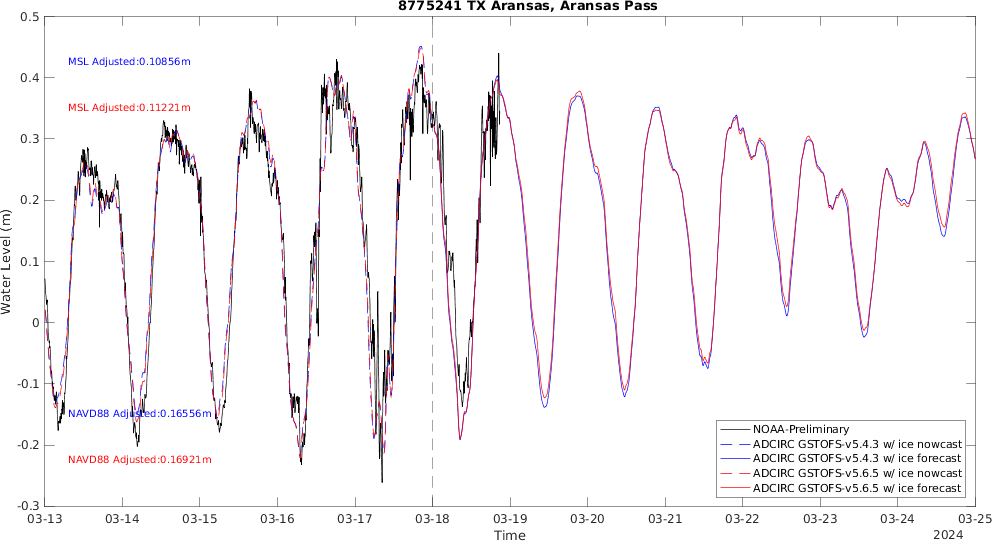 8775241 TX Aransas, Aransas Pass
0.5
0.4
0.3
0.2
0.1
0
-0.1
-0.2
-0.3
Water Level (m)
MSL Adjusted:0.10856m
MSL Adjusted:0.11221m
NAVD88 Adjusted:0.16556m
NAVD88 Adjusted:0.16921m
NOAA-Preliminary
ADCIRC GSTOFS-v5.4.3 w/ ice nowcast
ADCIRC GSTOFS-v5.4.3 w/ ice forecast
ADCIRC GSTOFS-v5.6.5 w/ ice nowcast
ADCIRC GSTOFS-v5.6.5 w/ ice forecast
03-13 03-14 03-15 03-16 03-17 03-18 03-19 03-20 03-21 03-22 03-23 03-24 03-25
Time
2024